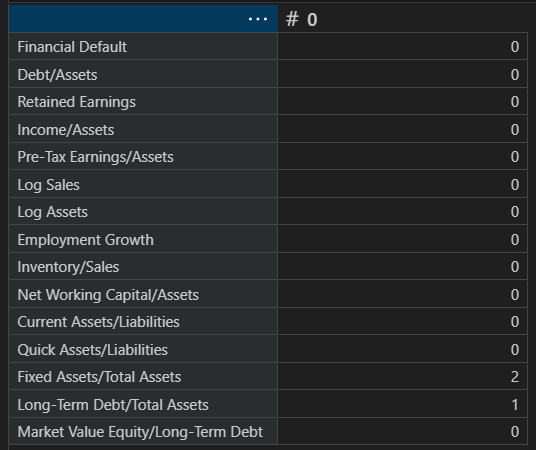 ... # 0
Financial Default 0
Debt/Assets 0
Retained Earnings 0
Income/Assets 0
Pre-Tax Earnings/Assets 0
Log Sales 0
Log Assets 0
Employment Growth 0
Inventory/Sales 0
Net Working Capital/Assets 0
Current Assets/Liabilities 0
Quick Assets/Liabilities 0
Fixed Assets/Total Assets 2
Long-Term Debt/Total Assets 1
Market Value Equity/Long-Term Debt 0